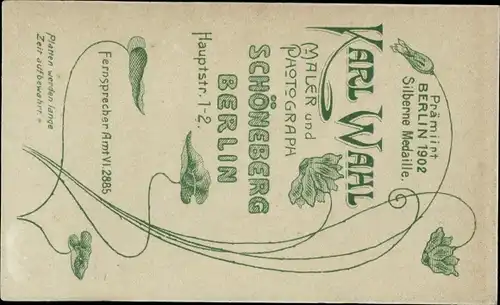 Prämiirt
BERLIN 1902
Silberne Medaille.
KARL WAHL
MALER und
PHOTOGRAPH
SCHÖNEBERG
BERLIN
Hauptstr. 1-2.
Fernsprecher Amt VI. 2885
Platten werden lange
Zeit aufbewahrt.